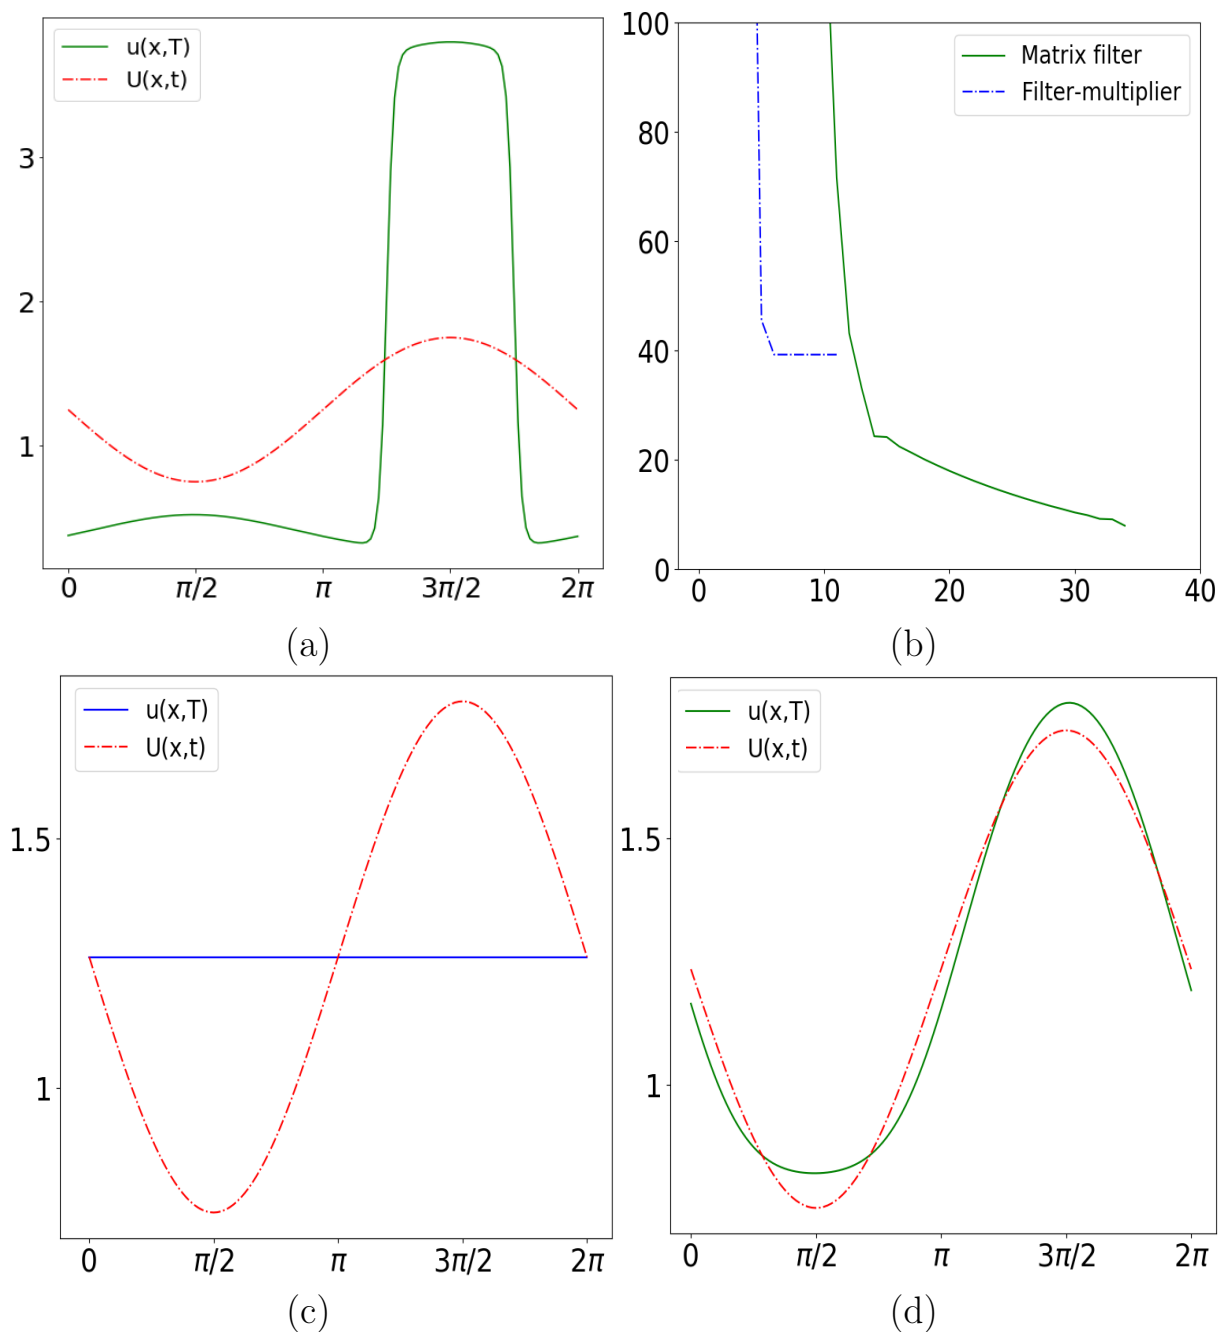 u(x,T)
U(x,t)
3
2
1
0 π/2 π 3π/2 2π
(a)
Matrix filter
Filter-multiplier
100
80
60
40
20
0
0 10 20 30 40
(b)
u(x,T)
U(x,t)
1.5
1
0 π/2 π 3π/2 2π
(c)
u(x,T)
U(x,t)
1.5
1
0 π/2 π 3π/2 2π
(d)